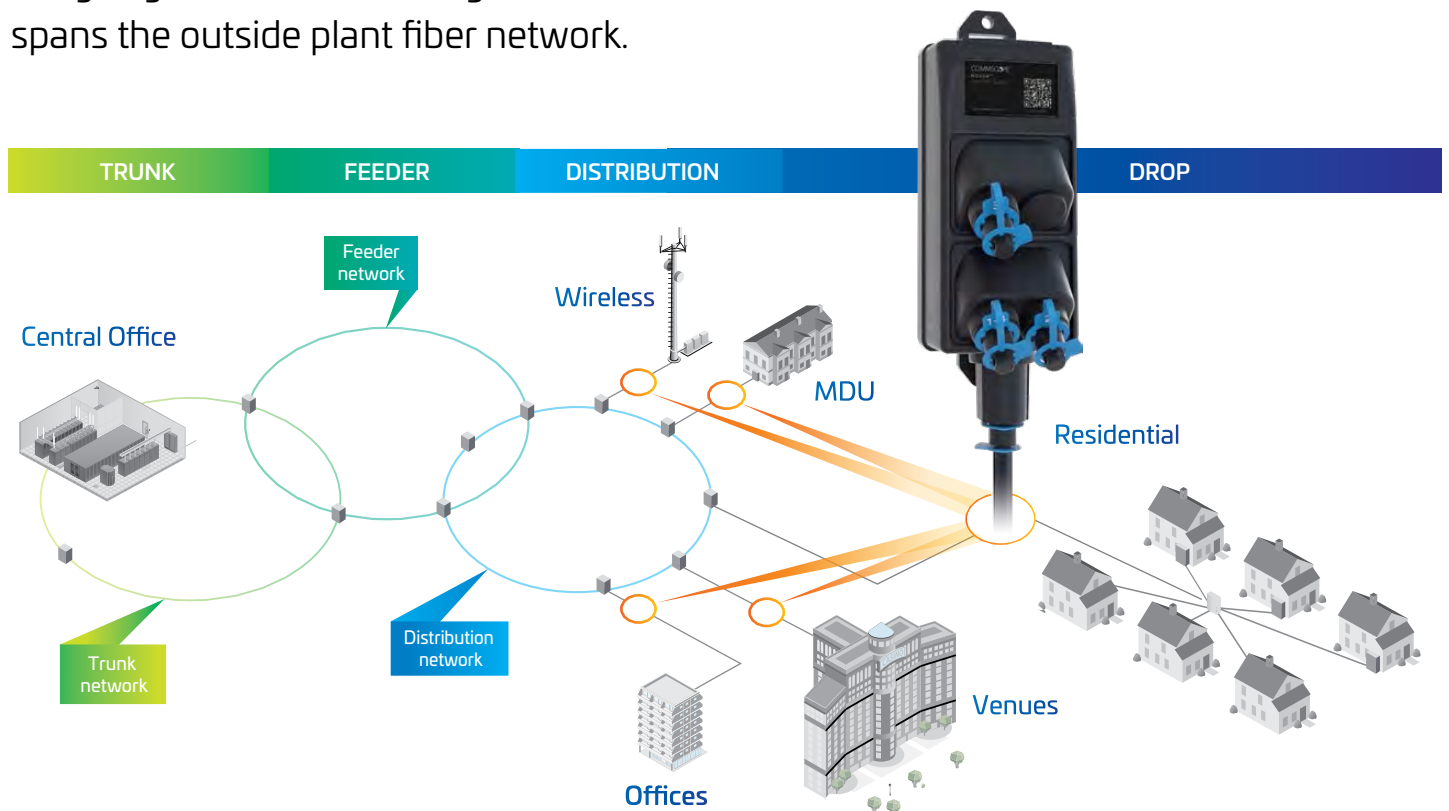 spans the outside plant fiber network.
COMMSCOPE
TRUNK
FEEDER
DISTRIBUTION
DROP
Feeder
network
Wireless
Central Office
MDU
Residential
Distribution
network
Trunk
network
Venues
Offices